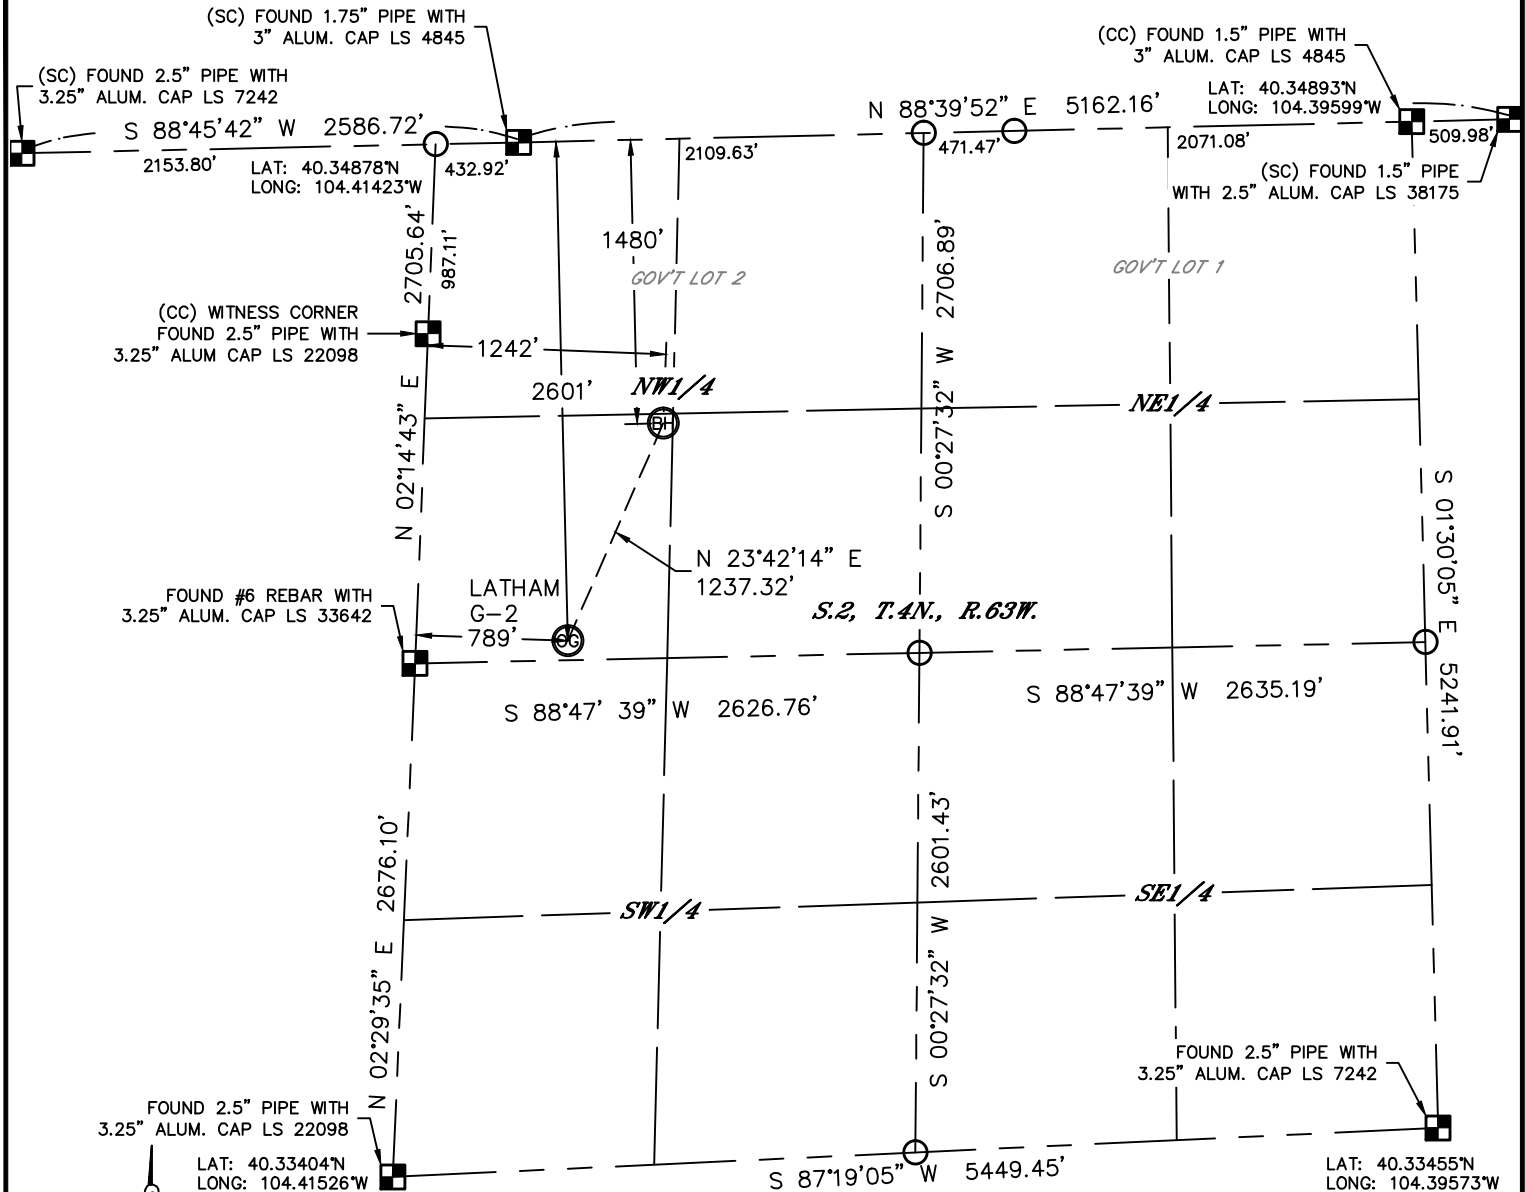 (SC) FOUND 1.75" PIPE WITH
3" ALUM. CAP LS 4845
(CC) FOUND 1.5" PIPE WITH
3" ALUM. CAP LS 4845
(SC) FOUND 2.5" PIPE WITH
3.25" ALUM. CAP LS 7242
LAT: 40.34893°N
LONG: 104.39599°W
S 88°45'42" W 2586.72'
N 88°39'52" E 5162.16'
2153.80'
432.92'
2109.63'
471.47'
2071.08'
509.98'
LAT: 40.34878°N
LONG: 104.41423°W
(SC) FOUND 1.5" PIPE
WITH 2.5" ALUM. CAP LS 38175
N 02°14'43" E 2705.64'
987.11'
1480'
GOV'T LOT 2
GOV'T LOT 1
S 00°27'32" W 2706.89'
(CC) WITNESS CORNER
FOUND 2.5" PIPE WITH
3.25" ALUM CAP LS 22098
1242'
2601'
NW1/4
NE1/4
BH
S 01°30'05" E 5241.91'
N 23°42'14" E
1237.32'
FOUND #6 REBAR WITH
3.25" ALUM. CAP LS 33642
LATHAM
G-2
789'
OG
S.2, T.4N., R.63W.
S 88°47' 39" W 2626.76'
S 88°47'39" W 2635.19'
N 02°29'35" E 2676.10'
S 00°27'32" W 2601.43'
SW1/4
SE1/4
FOUND 2.5" PIPE WITH
3.25" ALUM. CAP LS 7242
FOUND 2.5" PIPE WITH
3.25" ALUM. CAP LS 22098
LAT: 40.33404°N
LONG: 104.41526°W
S 87°19'05" W 5449.45'
LAT: 40.33455°N
LONG: 104.39573°W